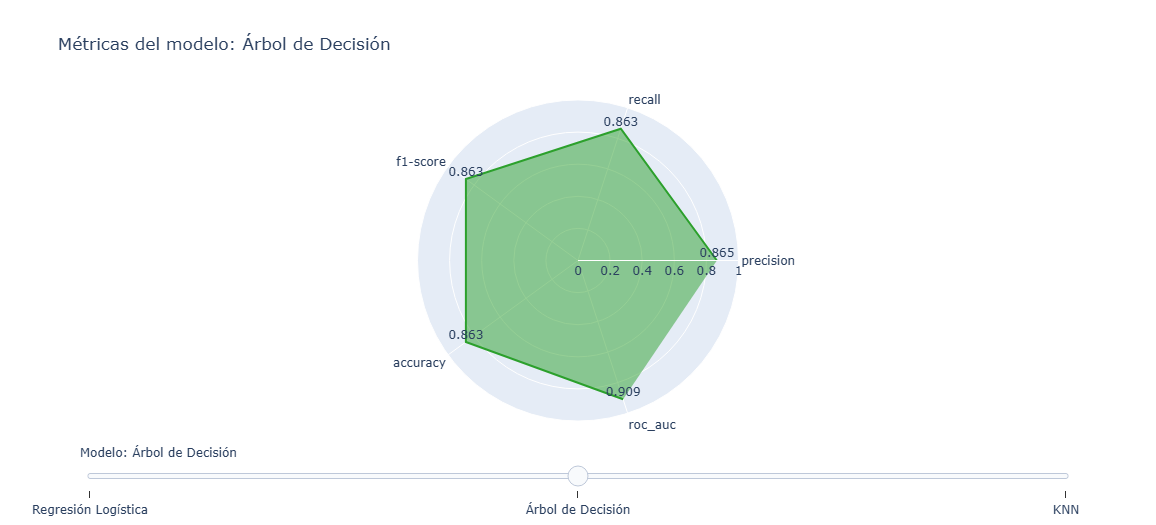 Métricas del modelo: Árbol de Decisión
recall
0.863
f1-score
0.863
0.865
precision
0 0.2 0.4 0.6 0.8 1
0.863
accuracy
0.909
roc_auc
Modelo: Árbol de Decisión
Regresión Logística Árbol de Decisión KNN